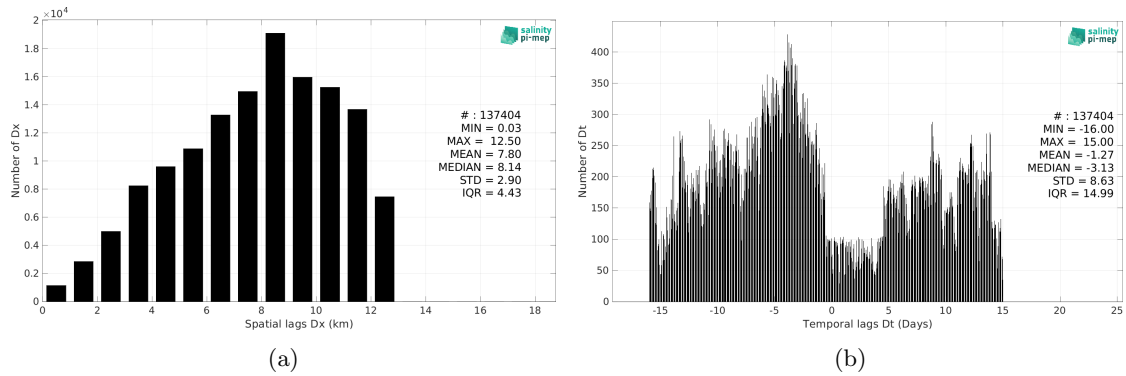 ×10⁴
2
1.8
1.6
1.4
1.2
1
0.8
0.6
0.4
0.2
0
Number of Dx
0 2 4 6 8 10 12 14 16 18
Spatial lags Dx (km)
salinity
pi-mep
# : 137404
MIN = 0.03
MAX = 12.50
MEAN = 7.80
MEDIAN = 8.14
STD = 2.90
IQR = 4.43
(a)
400
350
300
250
200
150
100
50
0
Number of Dt
-15 -10 -5 0 5 10 15 20 25
Temporal lags Dt (Days)
salinity
pi-mep
# : 137404
MIN = -16.00
MAX = 15.00
MEAN = -1.27
MEDIAN = -3.13
STD = 8.63
IQR = 14.99
(b)